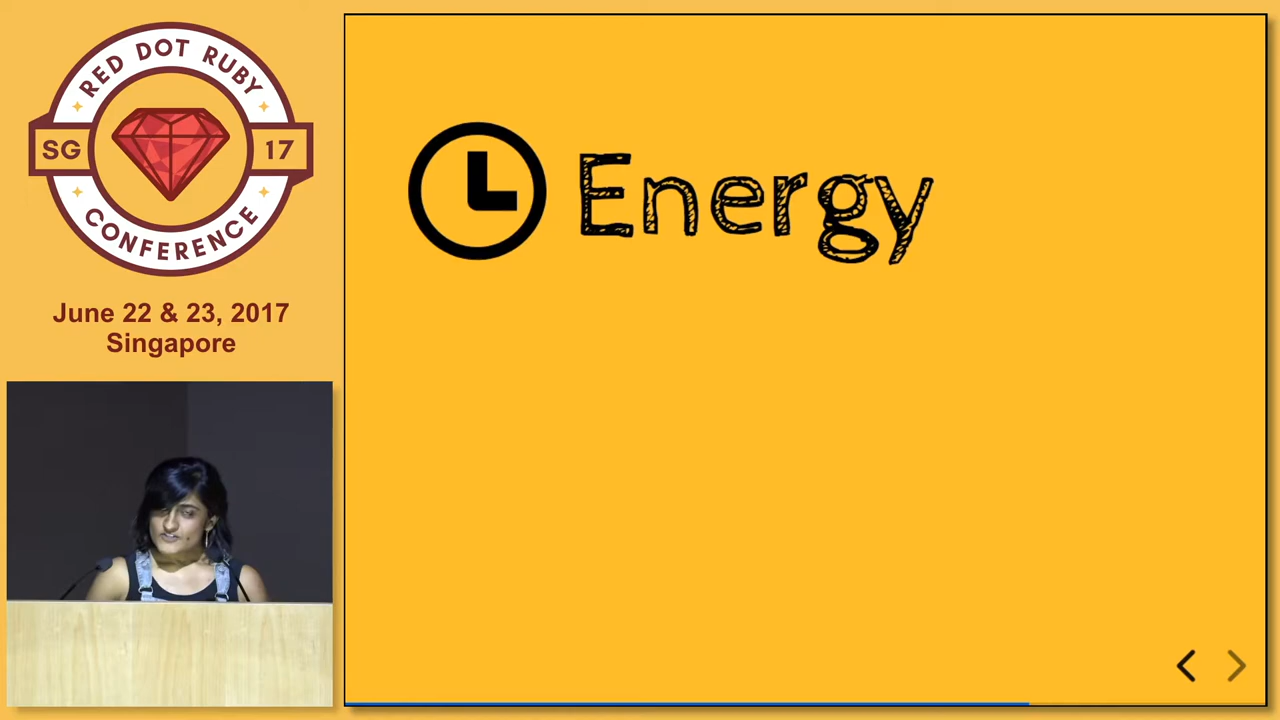 RED DOT RUBY
SG
17
CONFERENCE
June 22 & 23, 2017
Singapore
Energy